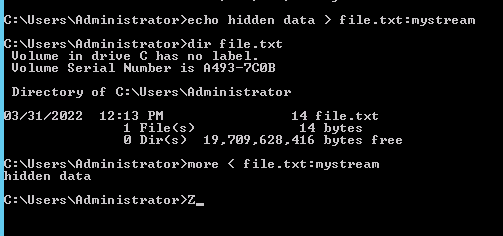 C:\Users\Administrator>echo hidden data > file.txt:mystream
C:\Users\Administrator>dir file.txt
Volume in drive C has no label.
Volume Serial Number is A493-7C0B
Directory of C:\Users\Administrator
03/31/2022 12:13 PM 14 file.txt
1 File(s) 14 bytes
0 Dir(s) 19,709,628,416 bytes free
C:\Users\Administrator>more < file.txt:mystream
hidden data
C:\Users\Administrator>Z_